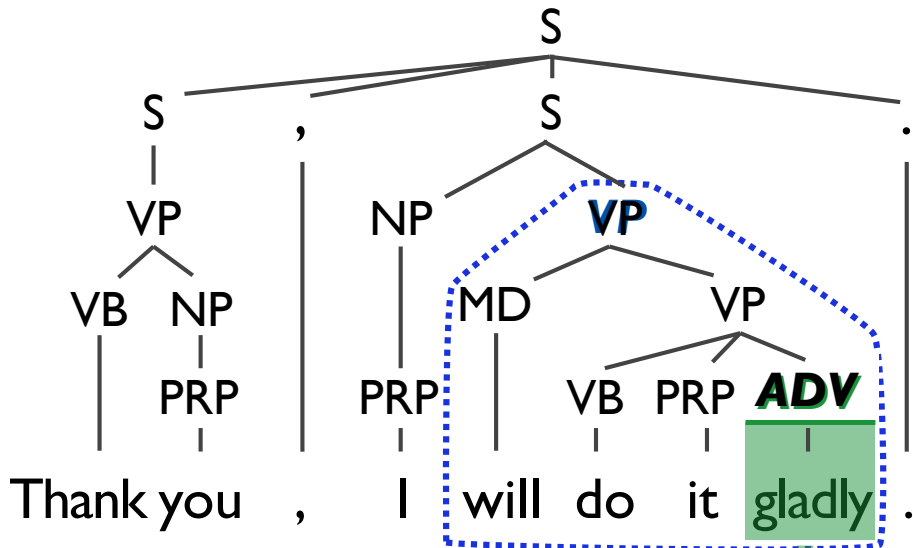 S
S , S .
VP NP VP
VB NP MD VP
PRP PRP VB PRP ADV
Thank you , I will do it gladly .